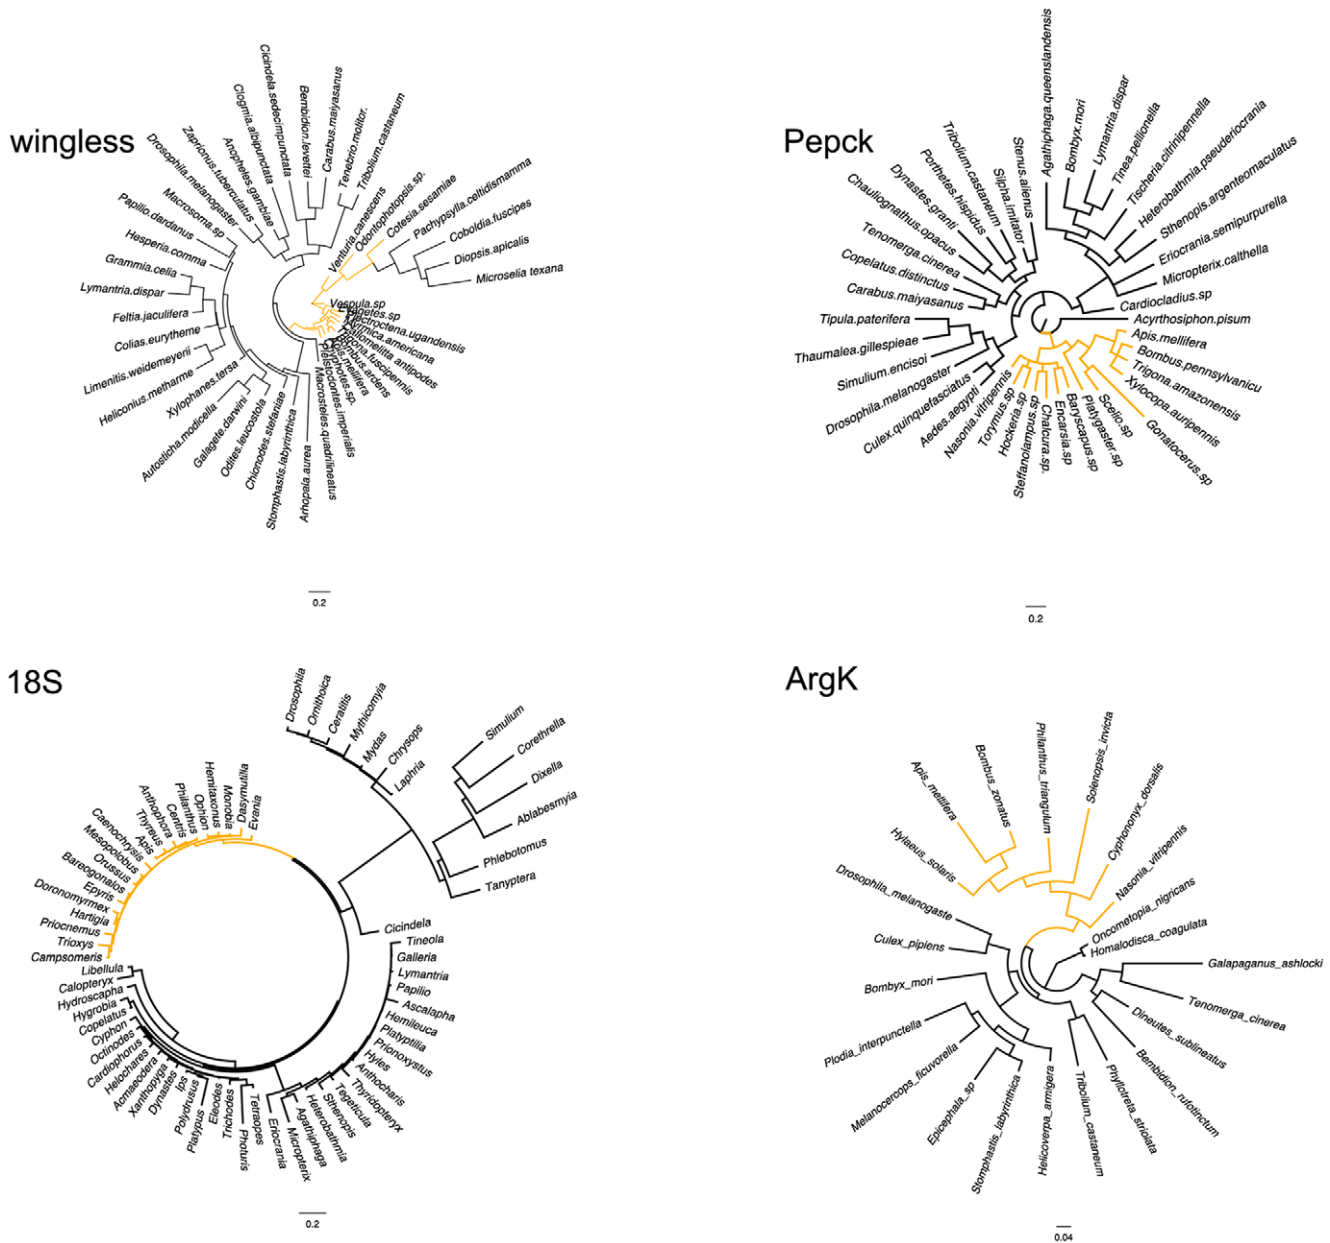 wingless
Cicindela.sedecimpunctata
Clogmia.albipunctata
Bembidion.levettei
Carabus.maiyasanus
Tenebrio.molitor.
Tribolium.castaneum
Anopheles.gambiae
Zaprionus.tuberculatus
Drosophila.melanogaster
Macrosoma.sp
Papilio.dardanus
Hesperia.comma
Grammia.celia
Lymantria.dispar
Feltia.jaculifera
Colias.eurytheme
Limenitis.weidemeyerii
Heliconius.metharme
Xylophanes.tersa
Autosticha.modicella
Galagete.darwini
Odites.leucostola
Chionodes.stefaniae
Stomphastis.labyrinthica
Arhopala.aurea
Macrosteles.quadrilineatus
Pleistodontes.imperialis
Apis.mellifera
Bombus.ardens
Trigona.fuscipennis
Myrmica.americana
Vespula.sp
Venturia.canescens
Odontophotopsis.sp.
Cotesia.sesamiae
Pachypsylla.celtidismamma
Coboldia.fuscipes
Diopsis.apicalis
Microselia texana
0.2
Pepck
Agathiphaga.queenslandensis
Bombyx.mori
Lymantria.dispar
Tinea.pellionella
Tischeria.citrinipennella
Heterobathmia.pseuderiocrania
Sthenopis.argenteomaculatus
Eriocrania.semipurpurella
Micropterix.calthella
Cardiocladius.sp
Acyrthosiphon.pisum
Apis.mellifera
Bombus.pennsylvanicu
Trigona.amazonensis
Xylocopa.auripennis
Gonatocerus.sp
Scelio.sp
Platygaster.sp
Baryscapus.sp
Encarsia.sp
Chalcura.sp.
Steffanolampus.sp
Hockeria.sp
Torymus.sp
Nasonia.vitripennis
Aedes.aegypti
Culex.quinquefasciatus
Drosophila.melanogaster
Simulium.encisoi
Thaumalea.gillespieae
Tipula.paterifera
Carabus.maiyasanus
Copelatus.distinctus
Tenomerga.cinerea
Chauliognathus.opacus
Dynastes.granti
Porthetes.hispidus
Tribolium.castaneum
Silpha.imitator
Stenus.alienus
0.2
18S
Drosophila
Ornithoica
Ceratitis
Mythicomyia
Mydas
Chrysops
Laphria
Simulium
Corethrella
Dixella
Ablabesmyia
Phlebotomus
Tanyptera
Cicindela
Tineola
Galleria
Lymantria
Papilio
Ascalapha
Hemileuca
Platyptilia
Prionoxystus
Hyles
Anthocharis
Thyridopteryx
Tegeticula
Sthenopis
Heterobathmia
Agathiphaga
Micropterix
Eriocrania
Tetraopes
Photuris
Trichodes
Eleodes
Platypus
Polydrusus
Ips
Dynastes
Xanthopyga
Acmaeodera
Helochares
Cardiophorus
Octinodes
Cyphon
Copelatus
Hygrobia
Hydroscapha
Calopteryx
Libellula
Campsomeris
Trioxys
Priocnemus
Hartigia
Doronomyrmex
Epyris
Bareogonalos
Orussus
Mesopolobus
Caenochrysis
Apis
Thyreus
Anthophora
Centris
Philanthus
Ophion
Hemitaxonus
Monobia
Dasymutilla
Evania
0.2
ArgK
Apis_mellifera
Bombus_zonatus
Philanthus_triangulum
Solenopsis_invicta
Cyphononyx_dorsalis
Nasonia_vitripennis
Oncometopia_nigricans
Homalodisca_coagulata
Galapaganus_ashlocki
Tenomerga_cinerea
Dineutes_sublineatus
Bembidion_rufotinctum
Phyllotreta_striolata
Tribolium_castaneum
Helicoverpa_armigera
Stomphastis_labyrinthica
Epicephala_sp
Melanocercops_ficuvorella
Plodia_interpunctella
Bombyx_mori
Culex_pipiens
Drosophila_melanogaste
Hylaeus_solaris
0.04